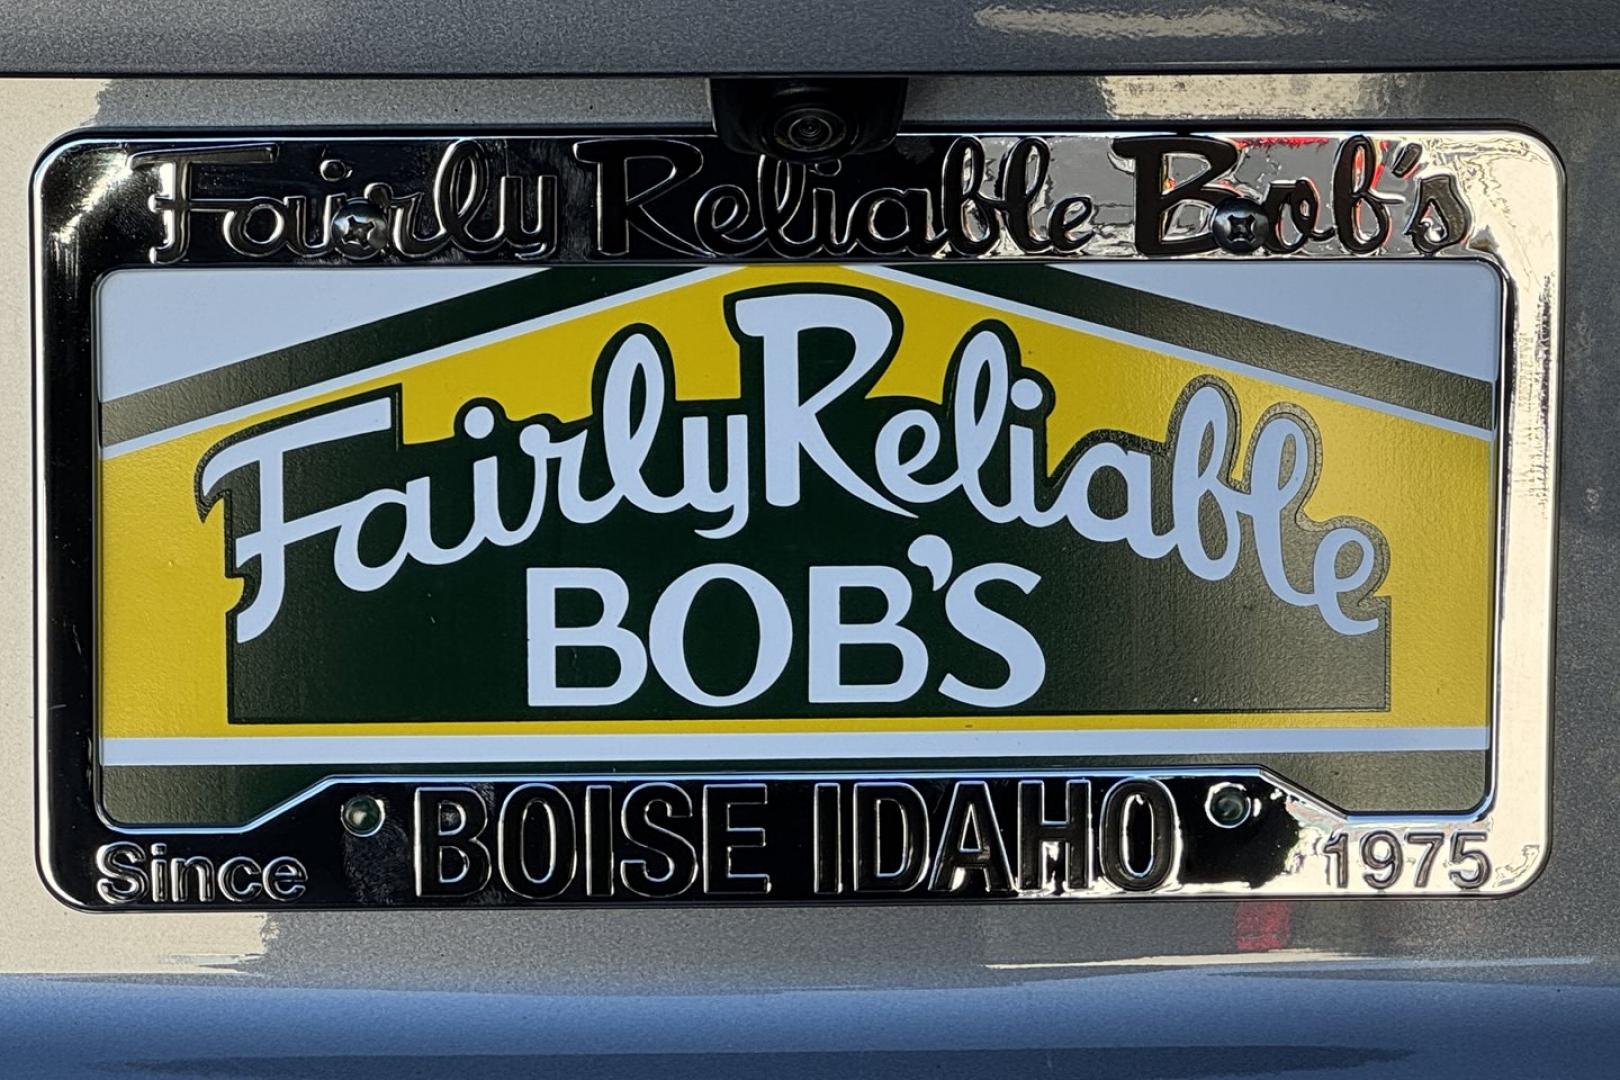 Fairly Reliable Bob's
Fairly Reliable
BOB'S
BOISE IDAHO
Since 1975